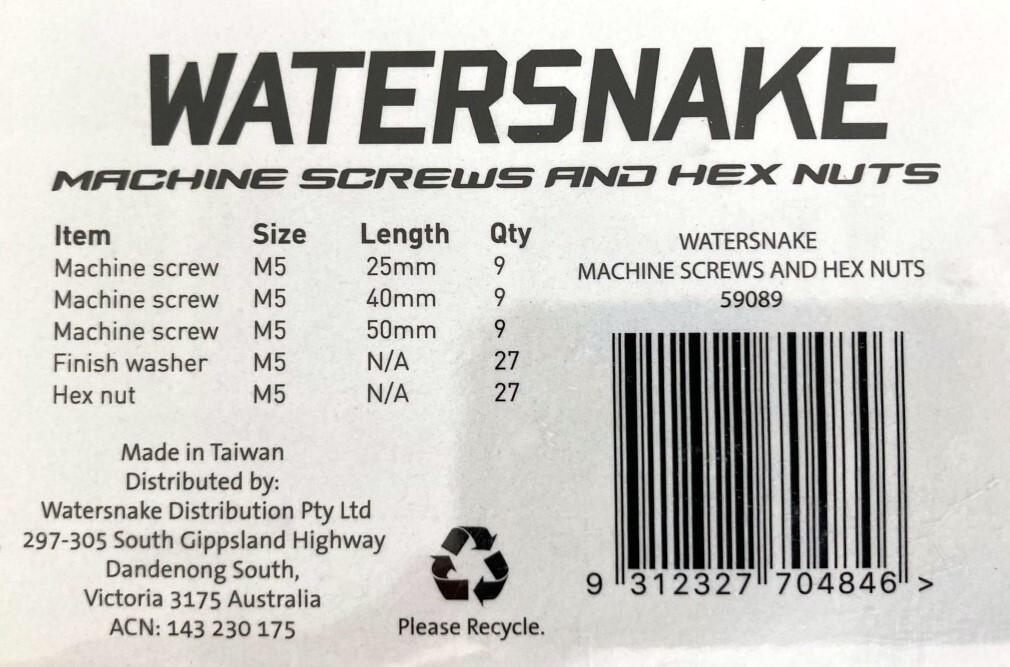 WATERSNAKE
MACHINE SCREWS AND HEX NUTS
Item Size Length Qty
Machine screw M5 25mm 9
Machine screw M5 40mm 9
Machine screw M5 50mm 9
Finish washer M5 N/A 27
Hex nut M5 N/A 27
WATERSNAKE
MACHINE SCREWS AND HEX NUTS
59089
9 312327 704846 >
Made in Taiwan
Distributed by:
Watersnake Distribution Pty Ltd
297-305 South Gippsland Highway
Dandenong South,
Victoria 3175 Australia
ACN: 143 230 175
Please Recycle.